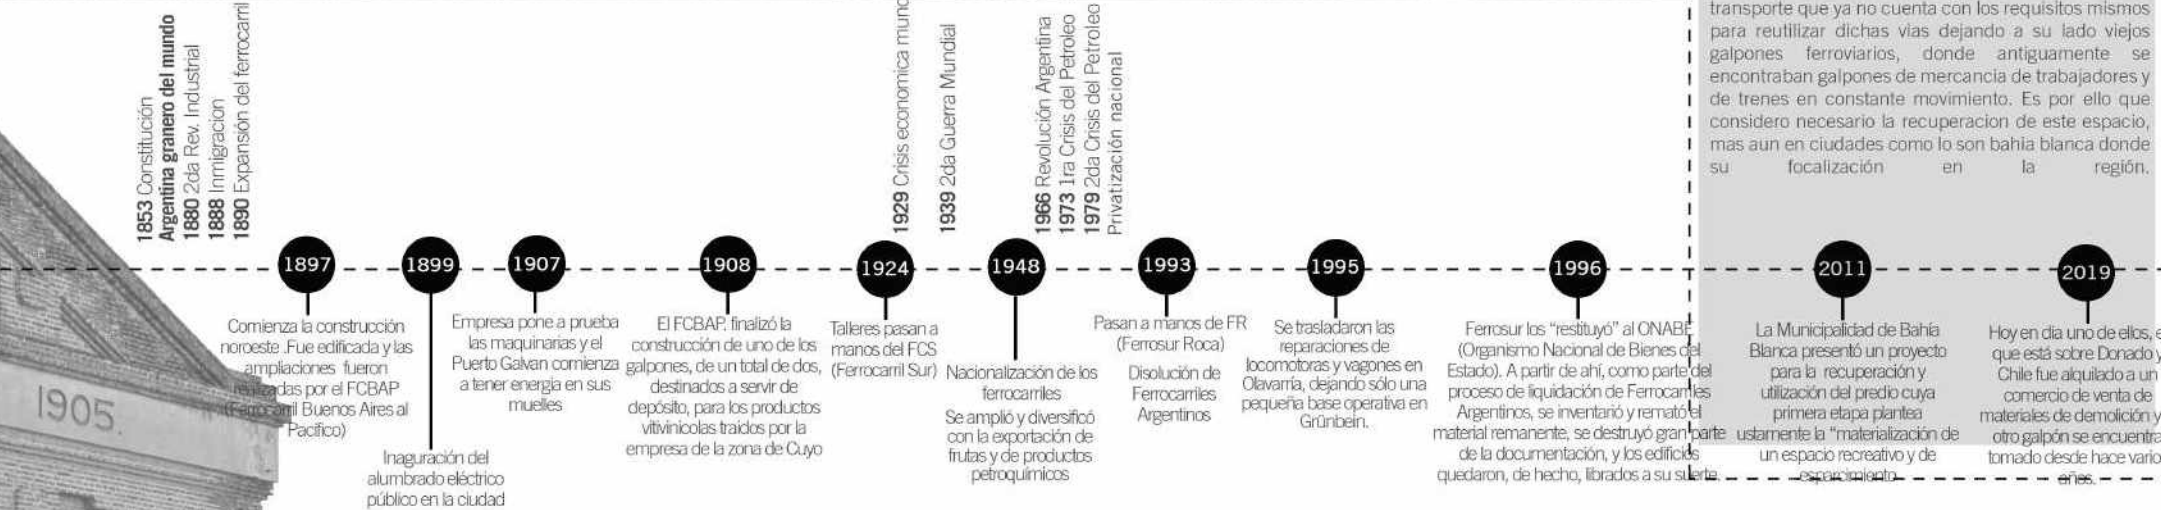 transporte que ya no cuenta con los requisitos mismos
para reutilizar dichas vias dejando a su lado viejos
galpones ferroviarios, donde antiguamente se
encontraban galpones de mercancia de trabajadores y
de trenes en constante movimiento. Es por ello que
considero necesario la recuperacion de este espacio,
mas aun en ciudades como lo son bahia blanca donde
su focalización en la región.
1853 Constitución
Argentina granero del mundo
1880 2da Rev. Industrial
1888 Inmigracion
1890 Expansión del ferrocarril
1929 Crisis economica mund
1939 2da Guerra Mundial
1966 Revolución Argentina
1973 1ra Crisis del Petroleo
1979 2da Crisis del Petroleo
Privatización nacional
1905.
1897
Comienza la construcción
noroeste .Fue edificada y las
ampliaciones fueron
realizadas por el FCBAP
(Ferrocarril Buenos Aires al
Pacífico)
1899
Inaguración del
alumbrado eléctrico
público en la ciudad
1907
Empresa pone a prueba
las maquinarias y el
Puerto Galvan comienza
a tener energia en sus
muelles
1908
El FCBAP. finalizó la
construcción de uno de los
galpones, de un total de dos,
destinados a servir de
depósito, para los productos
vitivinicolas traidos por la
empresa de la zona de Cuyo
1924
Talleres pasan a
manos del FCS
(Ferrocarril Sur)
1948
Nacionalización de los
ferrocarriles
Se amplió y diversificó
con la exportación de
frutas y de productos
petroquímicos
1993
Pasan a manos de FR
(Ferrosur Roca)
Disolución de
Ferrocarriles
Argentinos
1995
Se trasladaron las
reparaciones de
locomotoras y vagones en
Olavarría, dejando sólo una
pequeña base operativa en
Grünbein.
1996
Ferrosur los “restituyó” al ONABE
(Organismo Nacional de Bienes del
Estado). A partir de ahí, como parte del
proceso de liquidación de Ferrocarriles
Argentinos, se inventarió y remató el
material remanente, se destruyó gran parte
de la documentación, y los edificios
quedaron, de hecho, librados a su suerte.
2011
La Municipalidad de Bahía
Blanca presentó un proyecto
para la recuperación y
utilización del predio cuya
primera etapa plantea
ustamente la “materialización de
un espacio recreativo y de
esparcimiento
2019
Hoy en dia uno de ellos, e
que está sobre Donado y
Chile fue alquilado a un
comercio de venta de
materiales de demolición y
otro galpón se encuentra
tomado desde hace vario
años.